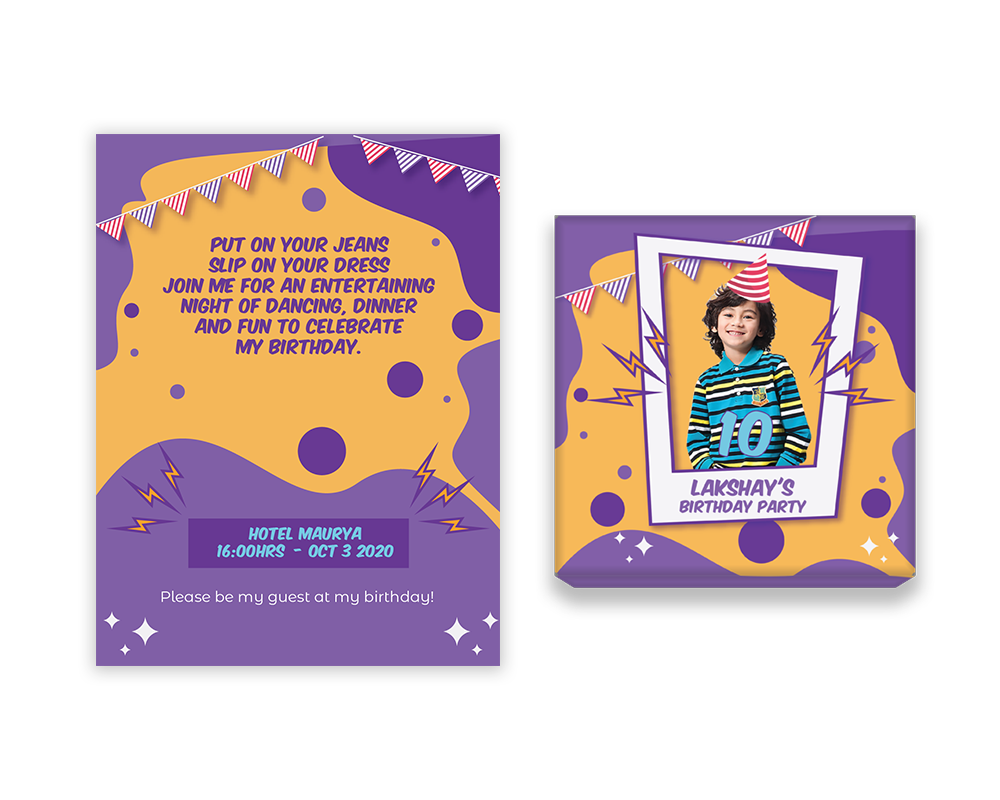 PUT ON YOUR JEANS
SLIP ON YOUR DRESS
JOIN ME FOR AN ENTERTAINING
NIGHT OF DANCING, DINNER
AND FUN TO CELEBRATE
MY BIRTHDAY.
HOTEL MAURYA
16:00HRS - OCT 3 2020
Please be my guest at my birthday!
10
LAKSHAY'S
BIRTHDAY PARTY